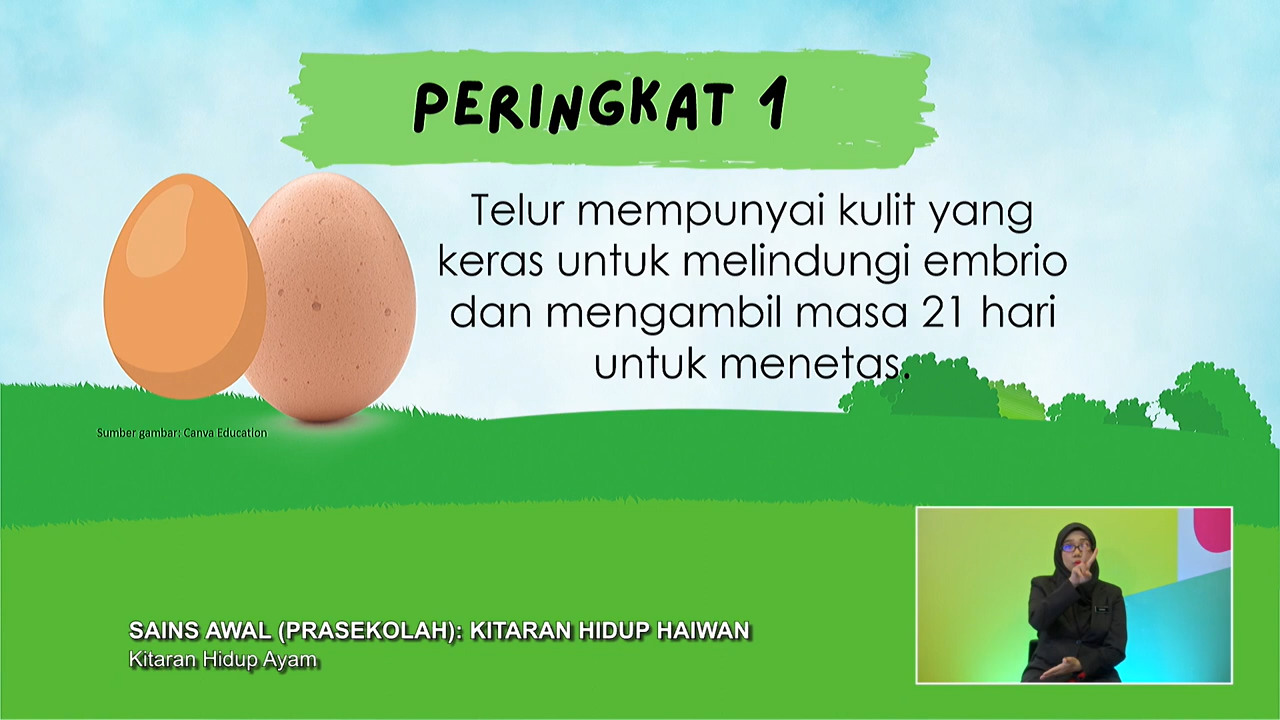 PERINGKAT 1
Telur mempunyai kulit yang
keras untuk melindungi embrio
dan mengambil masa 21 hari
untuk menetas.
Sumber gambar: Canva Education
SAINS AWAL (PRASEKOLAH): KITARAN HIDUP HAIWAN
Kitaran Hidup Ayam